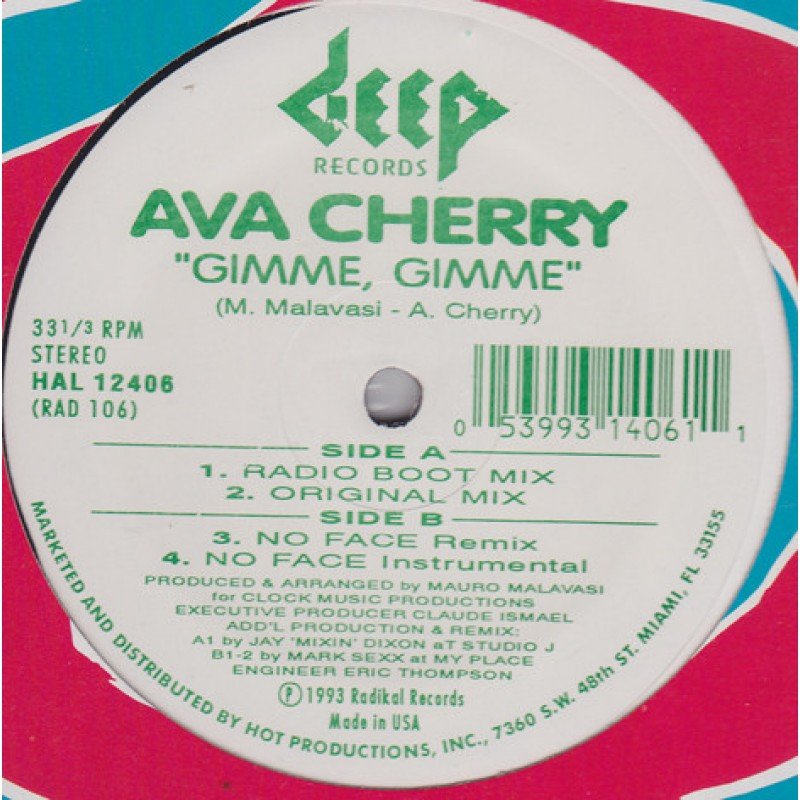 deep
RECORDS
AVA CHERRY
"GIMME, GIMME"
(M. Malavasi - A. Cherry)
33 1/3 RPM
STEREO
HAL 12406
(RAD 106)
0 53993 14061 1
SIDE A
1. RADIO BOOT MIX
2. ORIGINAL MIX
SIDE B
3. NO FACE Remix
4. NO FACE Instrumental
PRODUCED & ARRANGED by MAURO MALAVASI
for CLOCK MUSIC PRODUCTIONS
EXECUTIVE PRODUCER CLAUDE ISMAEL
ADD'L PRODUCTION & REMIX:
A1 by JAY 'MIXIN' DIXON at STUDIO J
B1-2 by MARK SEXX at MY PLACE
ENGINEER ERIC THOMPSON
℗ 1993 Radikal Records
Made in USA
MARKETED AND DISTRIBUTED BY HOT PRODUCTIONS, INC., 7360 S.W. 48th ST. MIAMI, FL 33155